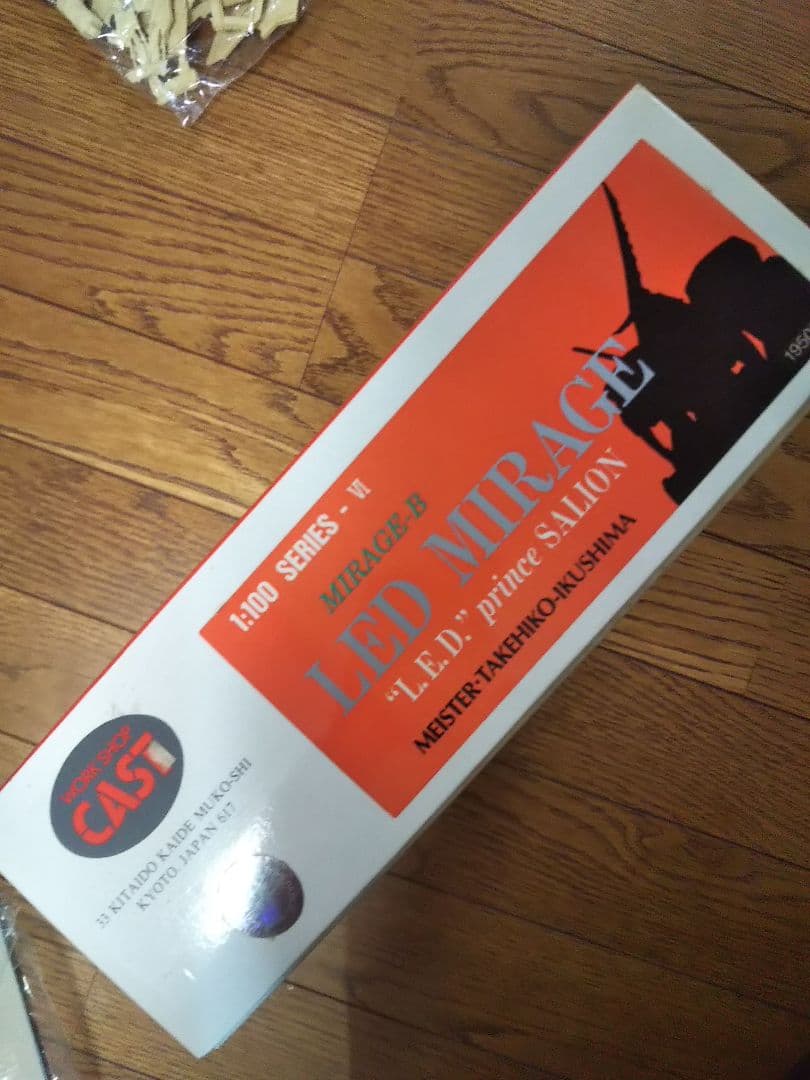 1:100 SERIES - VI
MIRAGE-B
LED MIRAGE
"L.E.D." prince SALION
MEISTER·TAKEHIKO-IKUSHIMA
1950
WORK SHOP
CAST
33 KITAIDO KAIDE MUKO-SHI
KYOTO. JAPAN 617